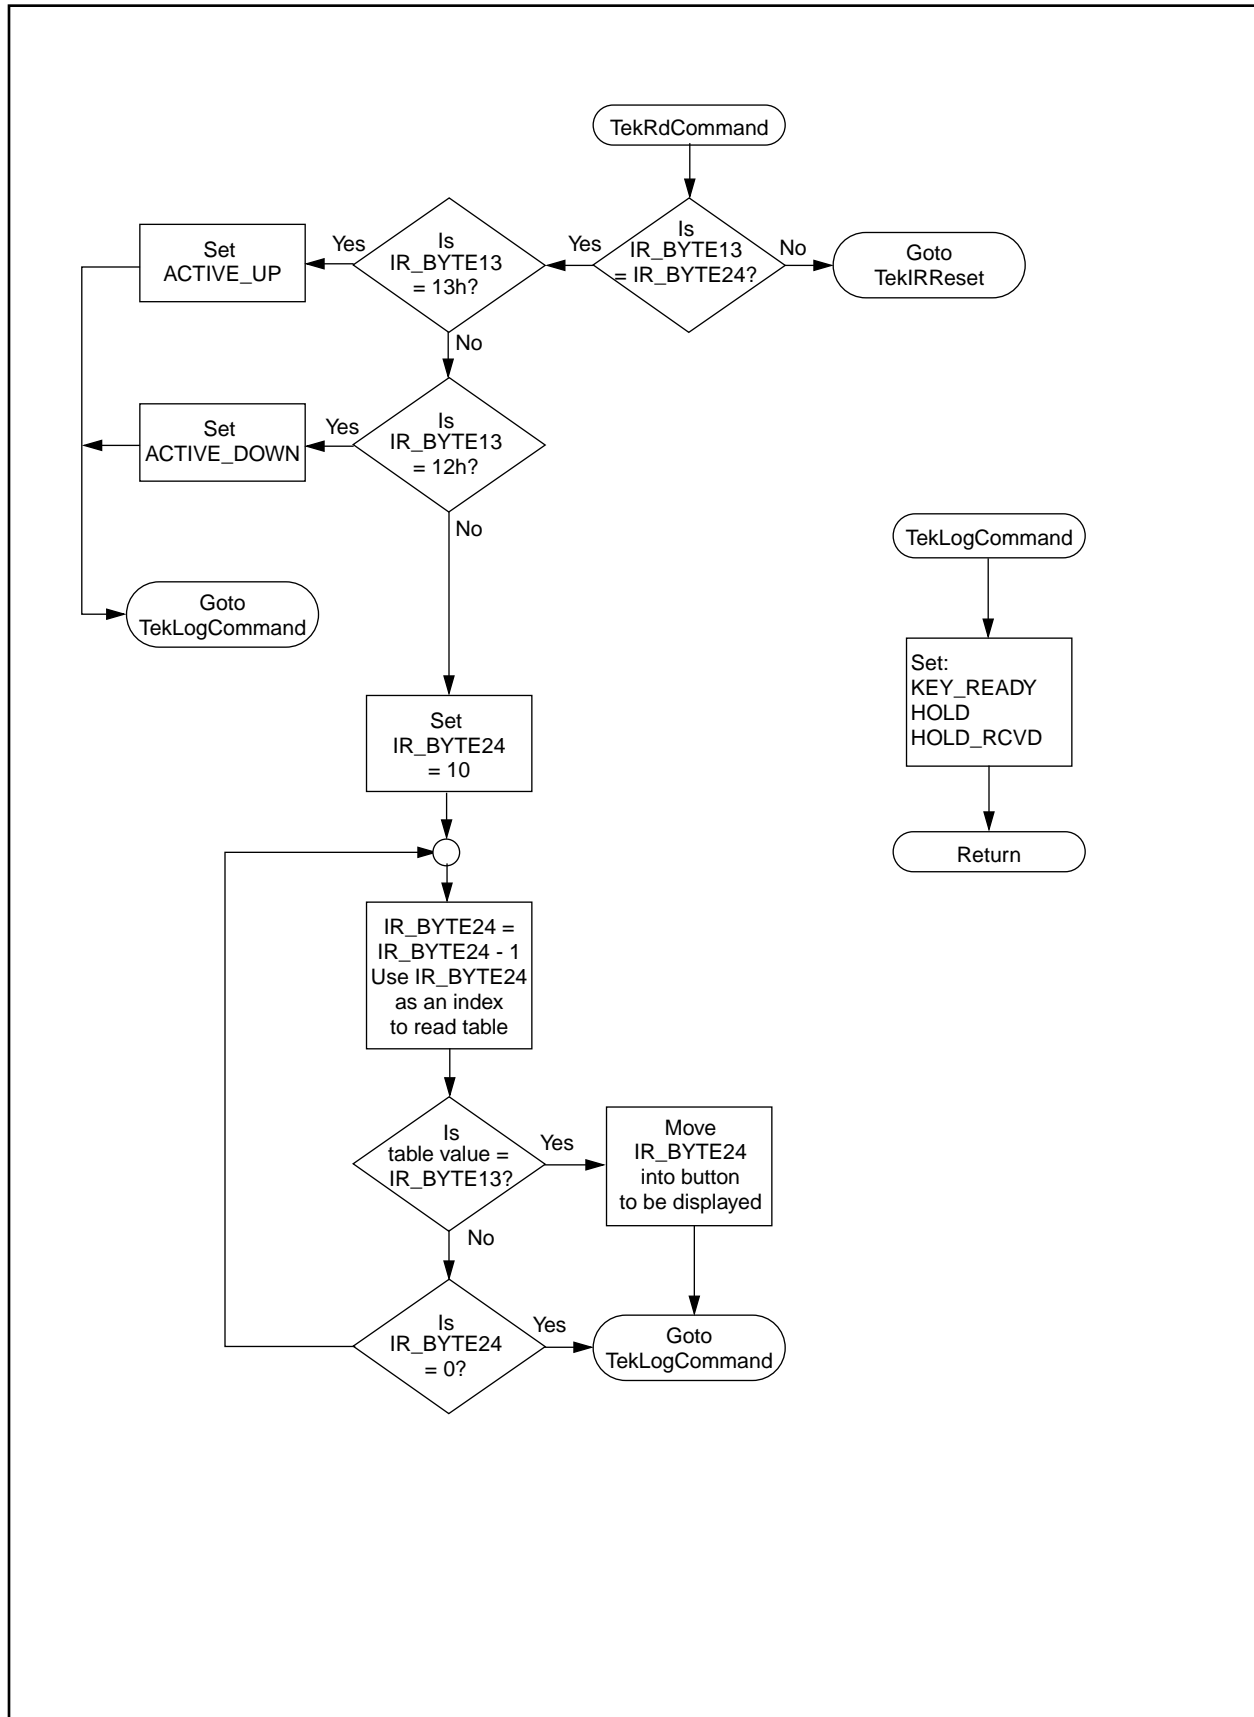 TekRdCommand
Is
IR_BYTE13
= IR_BYTE24?
Yes
No
Goto
TekIRReset
Is
IR_BYTE13
= 13h?
Yes
No
Set
ACTIVE_UP
Is
IR_BYTE13
= 12h?
Yes
No
Set
ACTIVE_DOWN
Goto
TekLogCommand
Set
IR_BYTE24
= 10
IR_BYTE24 =
IR_BYTE24 - 1
Use IR_BYTE24
as an index
to read table
Is
table value =
IR_BYTE13?
Yes
No
Move
IR_BYTE24
into button
to be displayed
Is
IR_BYTE24
= 0?
Yes
Goto
TekLogCommand
TekLogCommand
Set:
KEY_READY
HOLD
HOLD_RCVD
Return